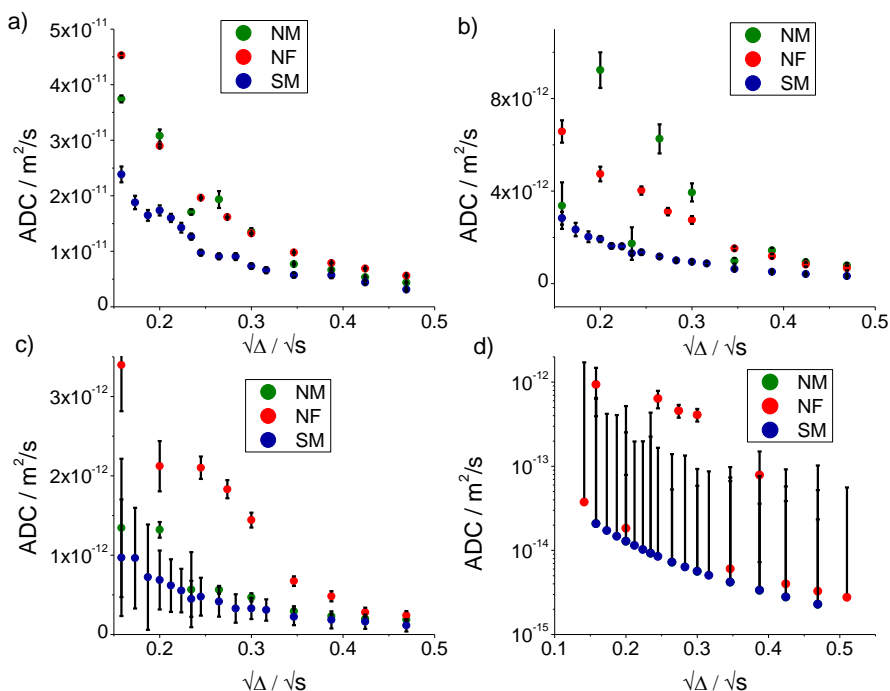 a)
NM
NF
SM
ADC / m²/s
5x10⁻¹¹
4x10⁻¹¹
3x10⁻¹¹
2x10⁻¹¹
1x10⁻¹¹
0
0.2 0.3 0.4 0.5
√Δ / √s
b)
NM
NF
SM
ADC / m²/s
8x10⁻¹²
4x10⁻¹²
0
0.2 0.3 0.4 0.5
√Δ / √s
c)
NM
NF
SM
ADC / m²/s
3x10⁻¹²
2x10⁻¹²
1x10⁻¹²
0
0.2 0.3 0.4 0.5
√Δ / √s
d)
NM
NF
SM
ADC / m²/s
10⁻¹²
10⁻¹³
10⁻¹⁴
10⁻¹⁵
0.1 0.2 0.3 0.4 0.5
√Δ / √s